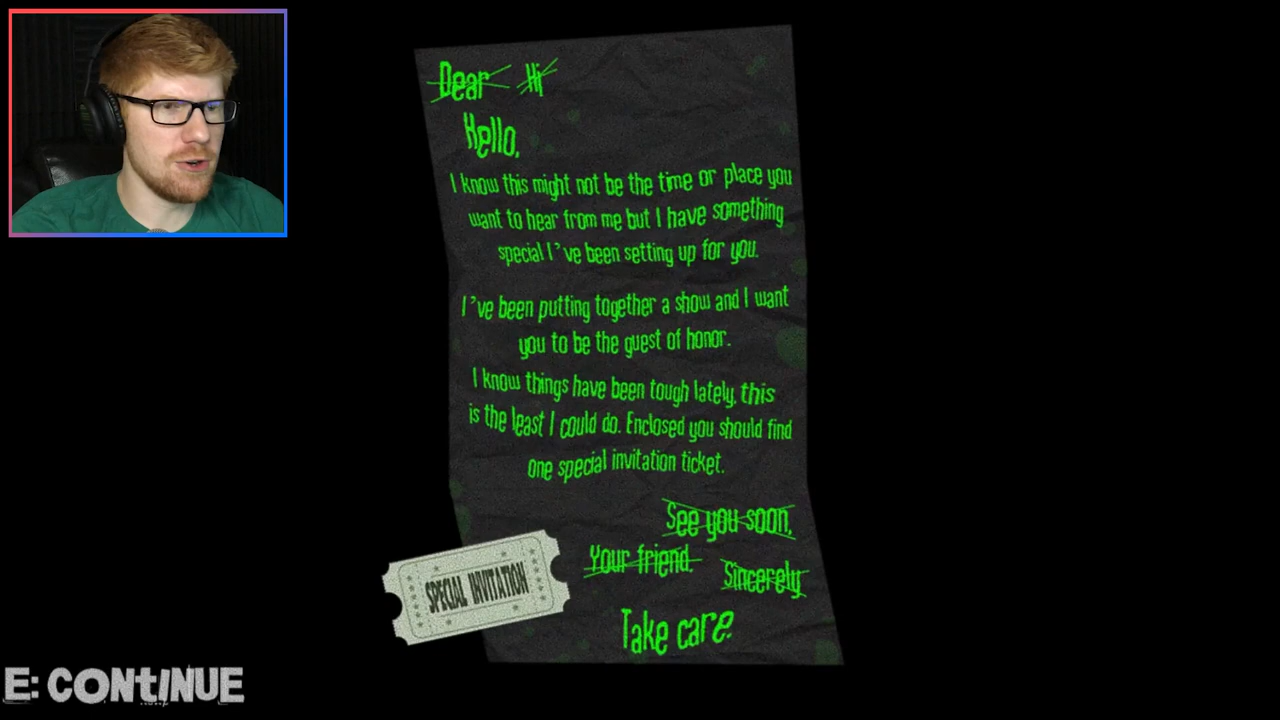 Dear Hi
Hello,
I know this might not be the time or place you
want to hear from me but I have something
special I've been setting up for you.
I've been putting together a show and I want
you to be the guest of honor.
I know things have been tough lately, this
is the least I could do. Enclosed you should find
one special invitation ticket.
See you soon,
Your friend.
Sincerely
Take care.
SPECIAL INVITATION
E: CONTINUE